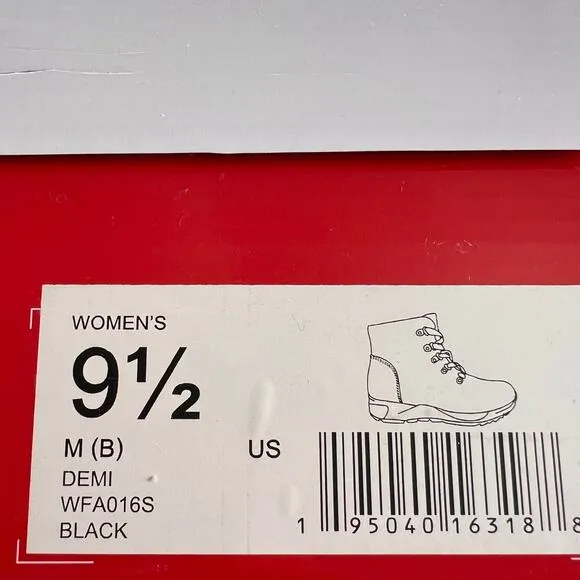 WOMEN'S
9½
M (B) US
DEMI
WFA016S
BLACK
1 95040 16318 8